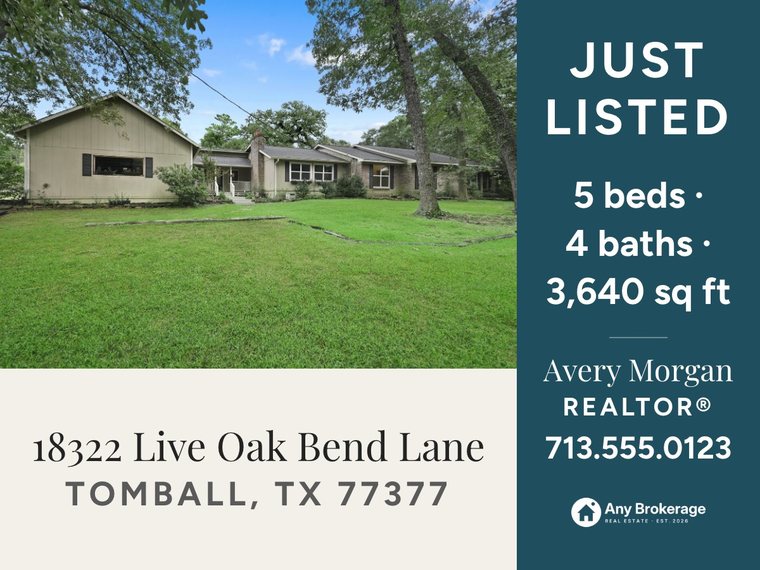 JUST
LISTED
5 beds ·
4 baths ·
3,640 sq ft
Avery Morgan
REALTOR®
713.555.0123
Any Brokerage
REAL ESTATE · EST. 2026
18322 Live Oak Bend Lane
TOMBALL, TX 77377